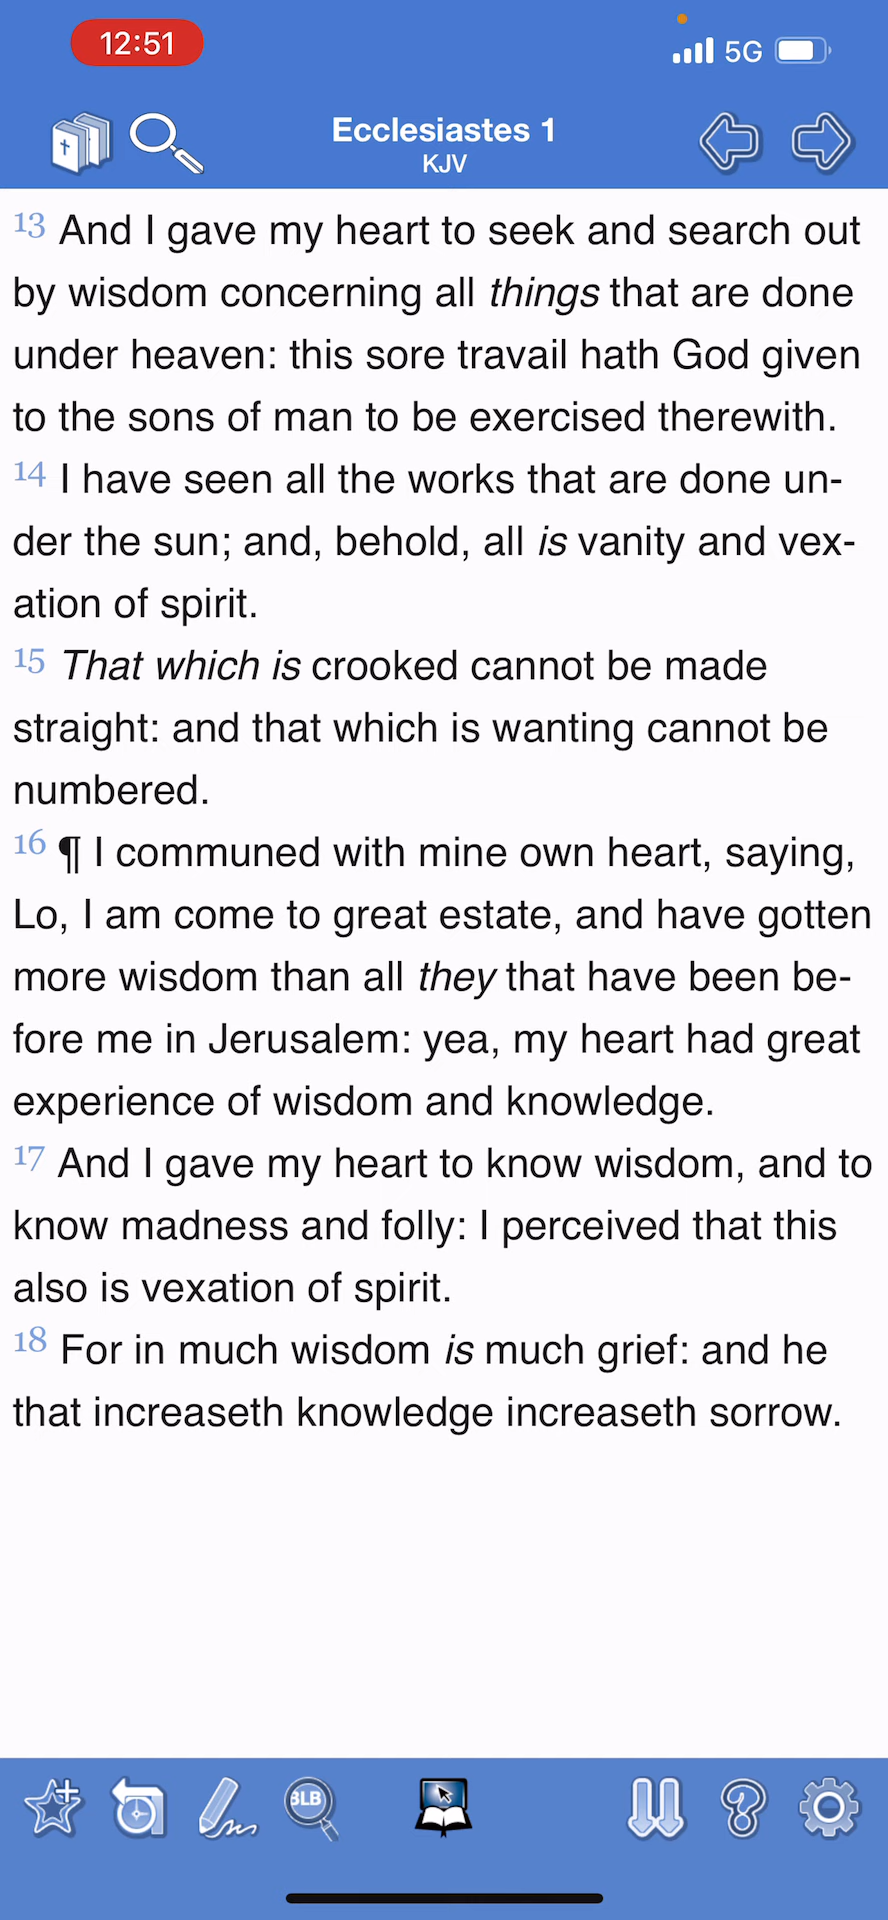 12:51
5G
Ecclesiastes 1
KJV
13 And I gave my heart to seek and search out
by wisdom concerning all things that are done
under heaven: this sore travail hath God given
to the sons of man to be exercised therewith.
14 I have seen all the works that are done un-
der the sun; and, behold, all is vanity and vex-
ation of spirit.
15 That which is crooked cannot be made
straight: and that which is wanting cannot be
numbered.
16 ¶ I communed with mine own heart, saying,
Lo, I am come to great estate, and have gotten
more wisdom than all they that have been be-
fore me in Jerusalem: yea, my heart had great
experience of wisdom and knowledge.
17 And I gave my heart to know wisdom, and to
know madness and folly: I perceived that this
also is vexation of spirit.
18 For in much wisdom is much grief: and he
that increaseth knowledge increaseth sorrow.
BLB